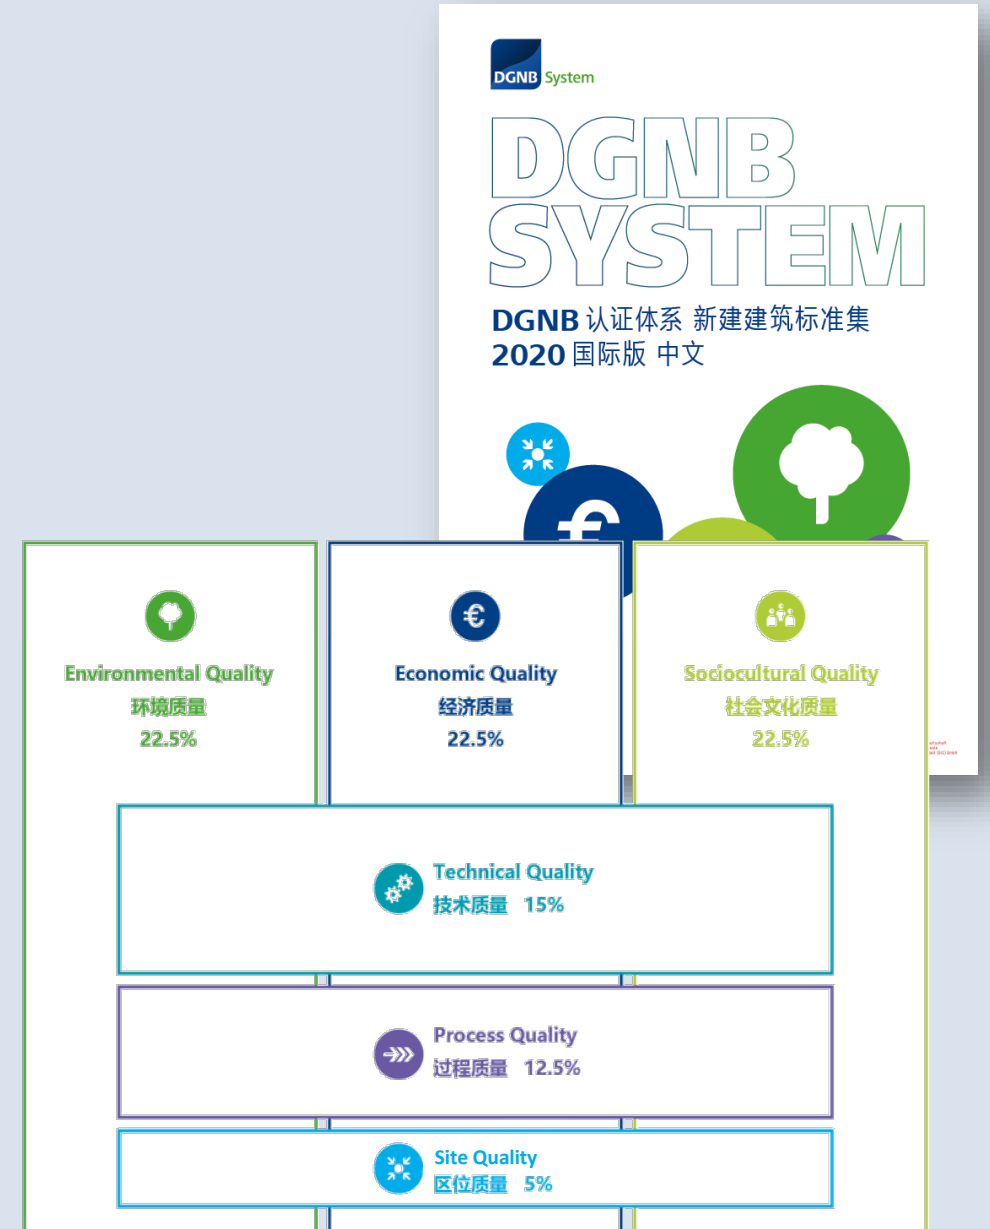 DGNB System
DGNB
SYSTEM
DGNB 认证体系 新建建筑标准集
2020 国际版 中文
Environmental Quality
环境质量
22.5%
Economic Quality
经济质量
22.5%
Sociocultural Quality
社会文化质量
22.5%
Technical Quality
技术质量 15%
Process Quality
过程质量 12.5%
Site Quality
区位质量 5%